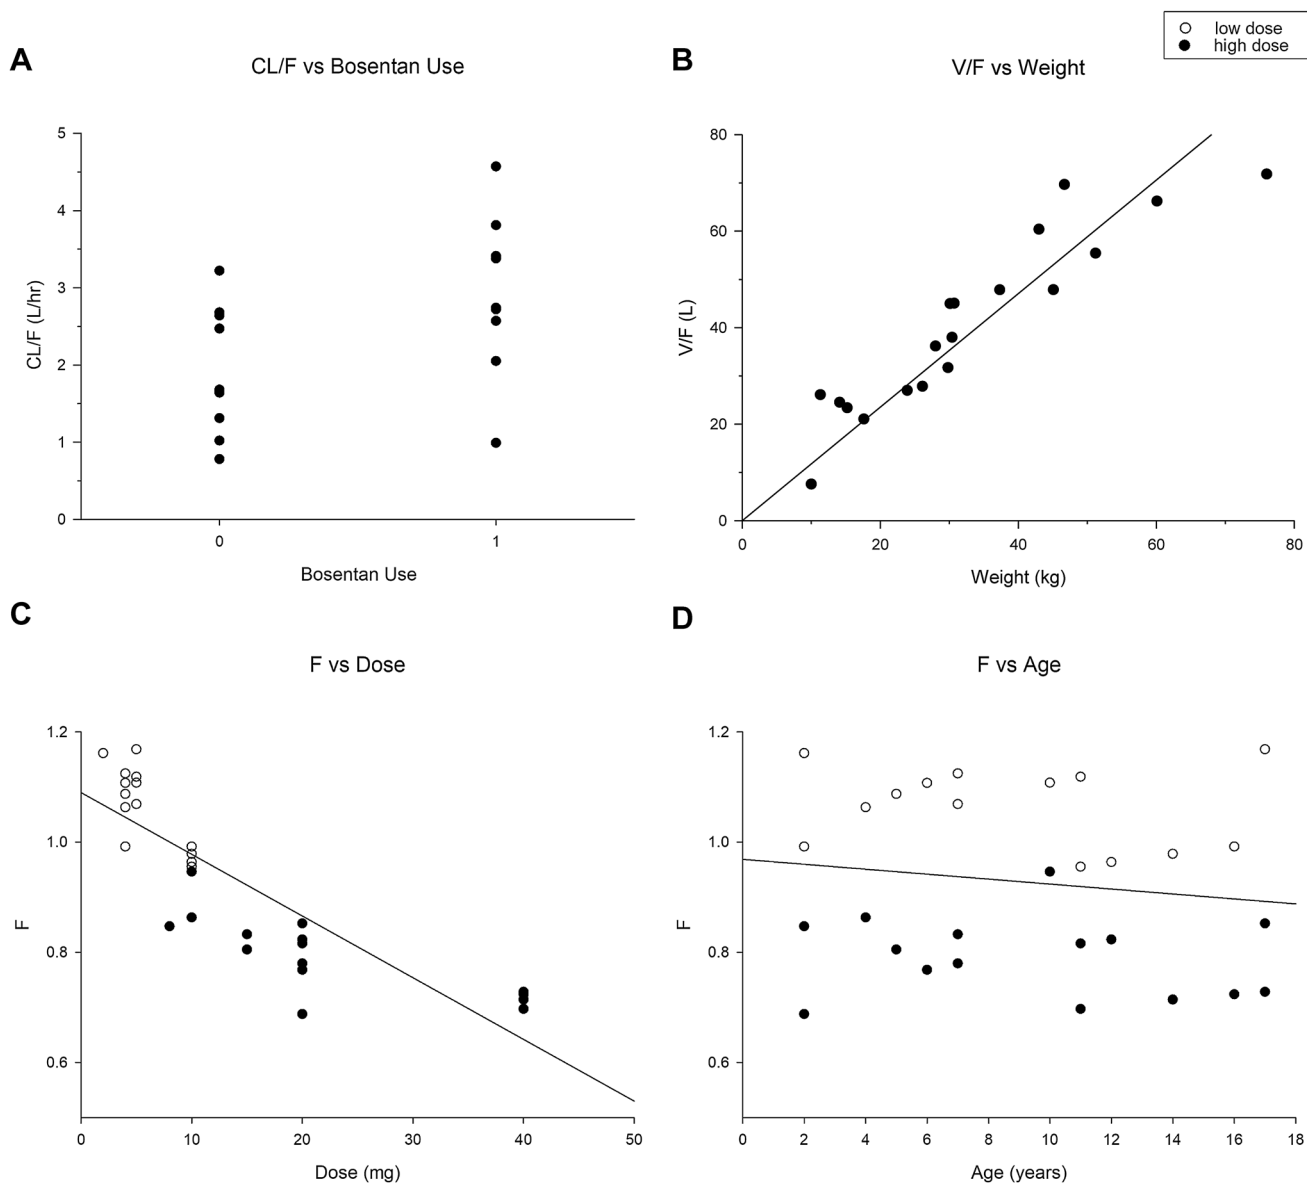 low dose
high dose
A
CL/F vs Bosentan Use
5
4
3
2
1
0
CL/F (L/hr)
0
1
Bosentan Use
B
V/F vs Weight
80
60
40
20
0
V/F (L)
0
20
40
60
80
Weight (kg)
C
F vs Dose
1.2
1.0
0.8
0.6
F
0
10
20
30
40
50
Dose (mg)
D
F vs Age
1.2
1.0
0.8
0.6
F
0
2
4
6
8
10
12
14
16
18
Age (years)